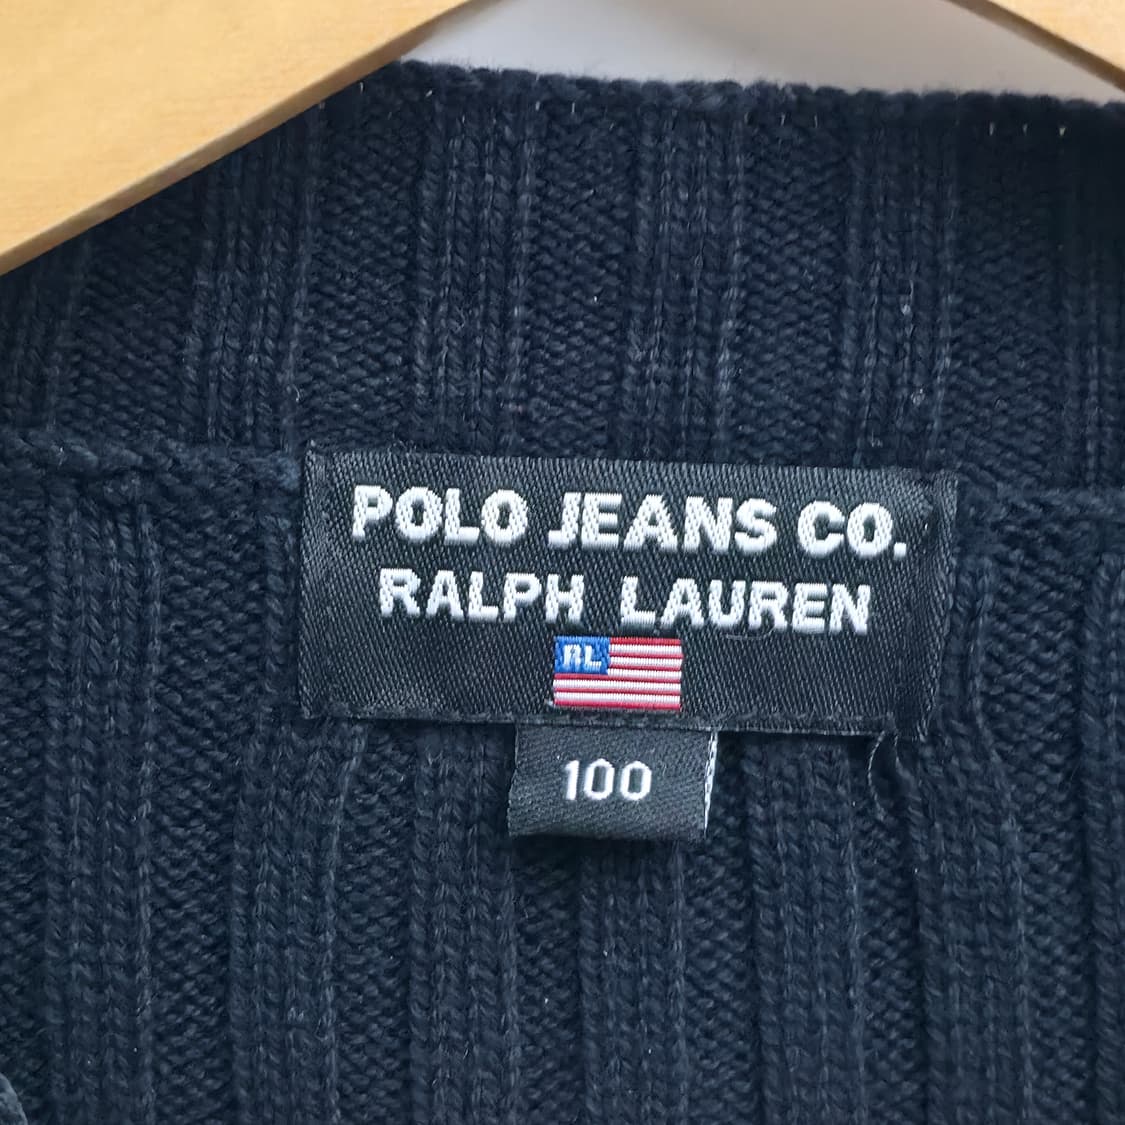 POLO JEANS CO.
RALPH LAUREN
RL
100